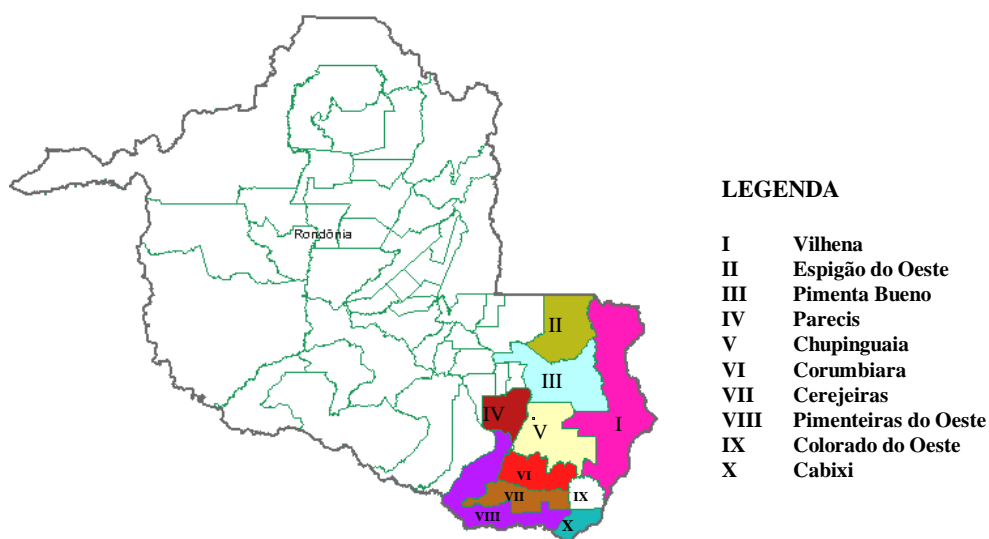 Rondônia
II
III
IV
I
V
VI
VII
IX
VIII
X
LEGENDA
I Vilhena
II Espigão do Oeste
III Pimenta Bueno
IV Parecis
V Chupinguaia
VI Corumbiara
VII Cerejeiras
VIII Pimenteiras do Oeste
IX Colorado do Oeste
X Cabixi